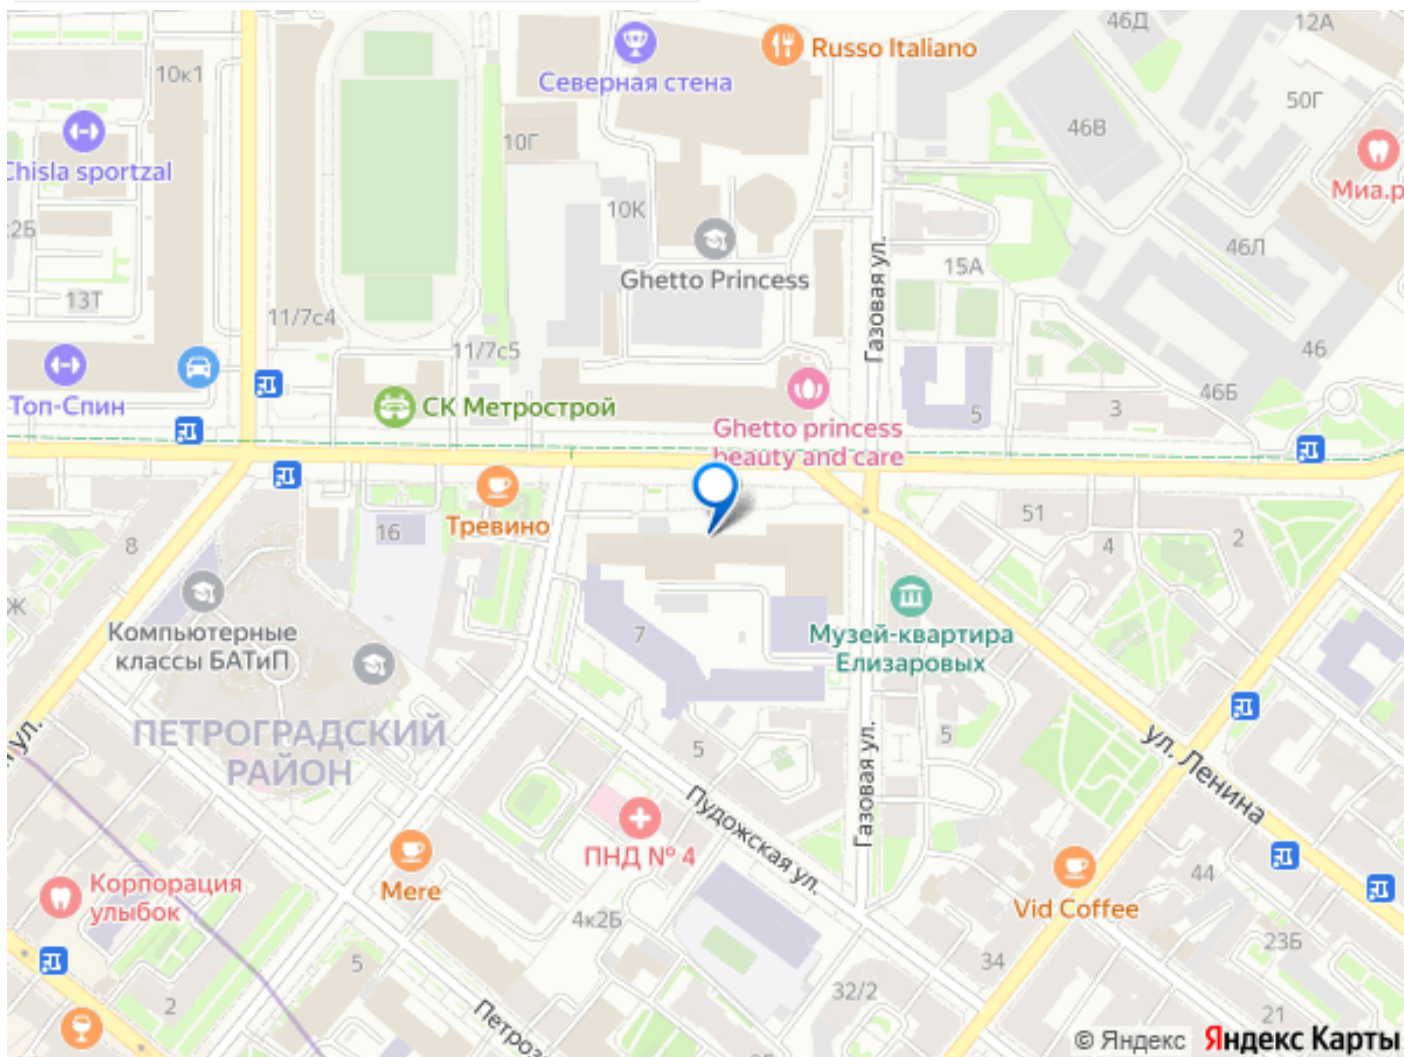 46Д
12А
Russo Italiano
Северная стена
10к1
50Г
46В
10Г
Chisla sportzal
Миа.р
10К
2Б
46Л
Ghetto Princess
15А
Газовая ул.
13Т
11/7с4
11/7с5
46
46Б
Топ-Спин
СК Метрострой
3
5
Ghetto princess
beauty and care
51
Тревино
16
8
4
2
Ж
Компьютерные
классы БАТиП
7
Музей-квартира
Елизаровых
ПЕТРОГРАДСКИЙ
РАЙОН
ул.
5
5
ул. Ленина
Газовая ул.
Пудожская ул.
ПНД № 4
Mere
Корпорация
улыбок
44
Vid Coffee
4к2Б
23Б
5
34
32/2
2
21
Петроз
2
© Яндекс Яндекс Карты